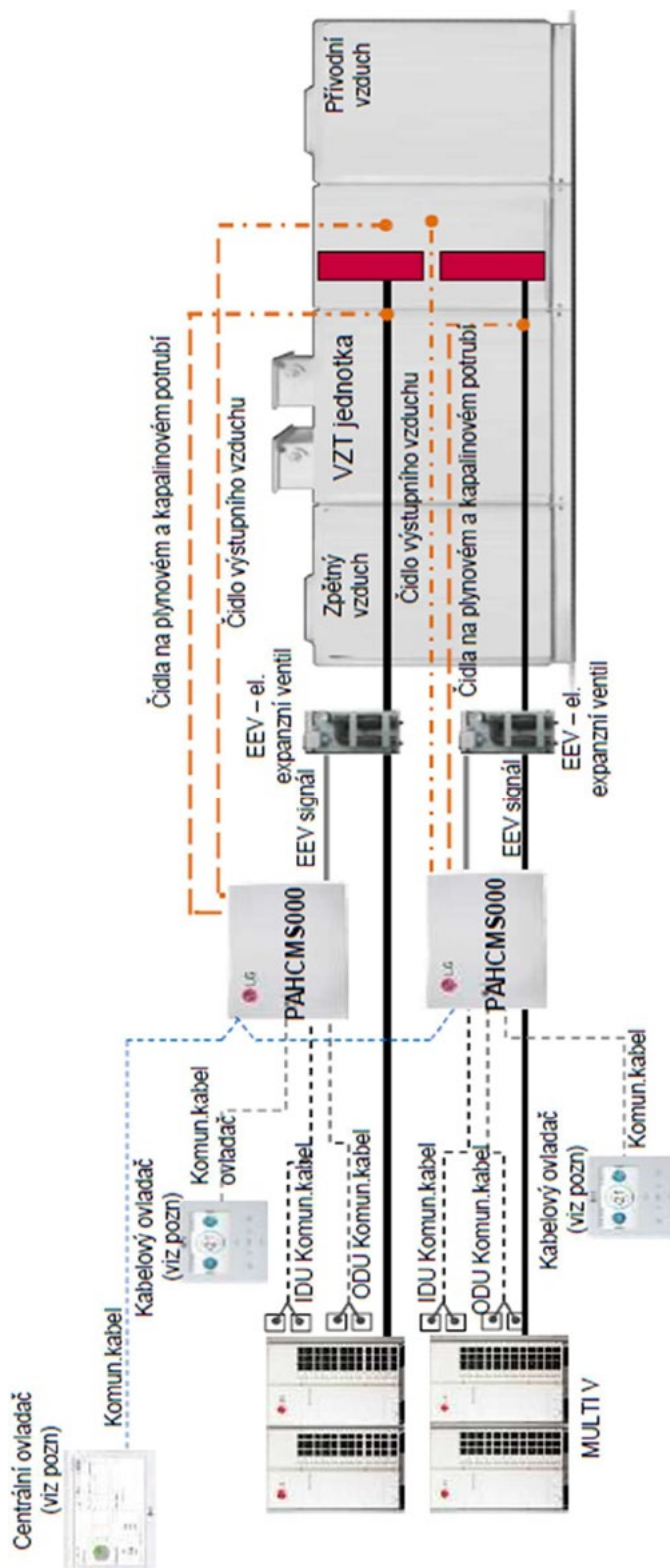 Centrální ovladač
(viz pozn)
Komun.kabel
Kabelový ovladač
(viz pozn)
Komun.kabel
ovladač
IDU Komun.kabel
ODU Komun.kabel
LG
PAHCMS000
EEV signál
EEV – el.
expanzní ventil
Čidla na plynovém a kapalinovém potrubí
Čidlo výstupního vzduchu
Zpětný
vzduch
VZT jednotka
Přívodní
vzduch
Čidlo výstupního vzduchu
Čidla na plynovém a kapalinovém potrubí
IDU Komun.kabel
ODU Komun.kabel
LG
PAHCMS000
EEV signál
EEV – el.
expanzní ventil
Kabelový ovladač
(viz pozn)
Komun.kabel
MULTI V